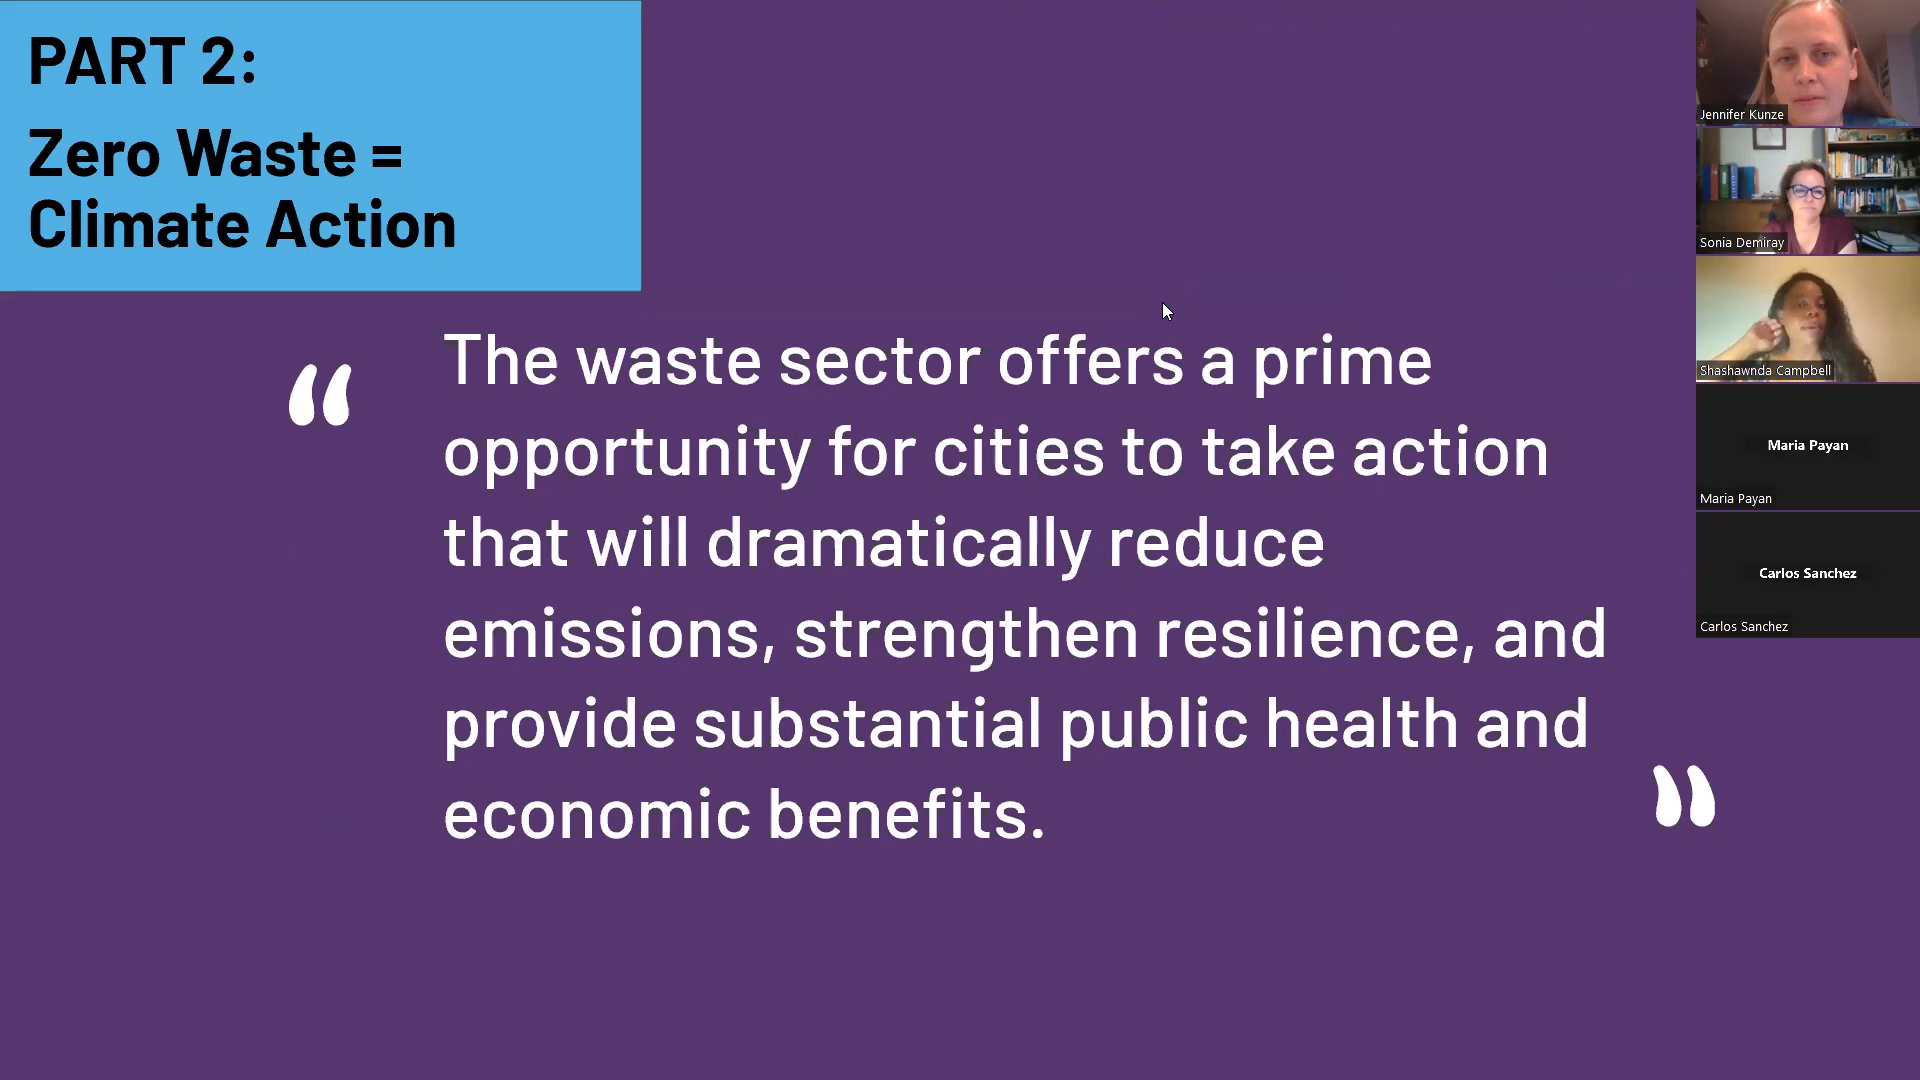 PART 2:
Zero Waste =
Climate Action
“
The waste sector offers a prime
opportunity for cities to take action
that will dramatically reduce
emissions, strengthen resilience, and
provide substantial public health and
economic benefits.
”
Jennifer Kunze
Sonia Demiray
Shashawnda Campbell
Maria Payan
Maria Payan
Carlos Sanchez
Carlos Sanchez